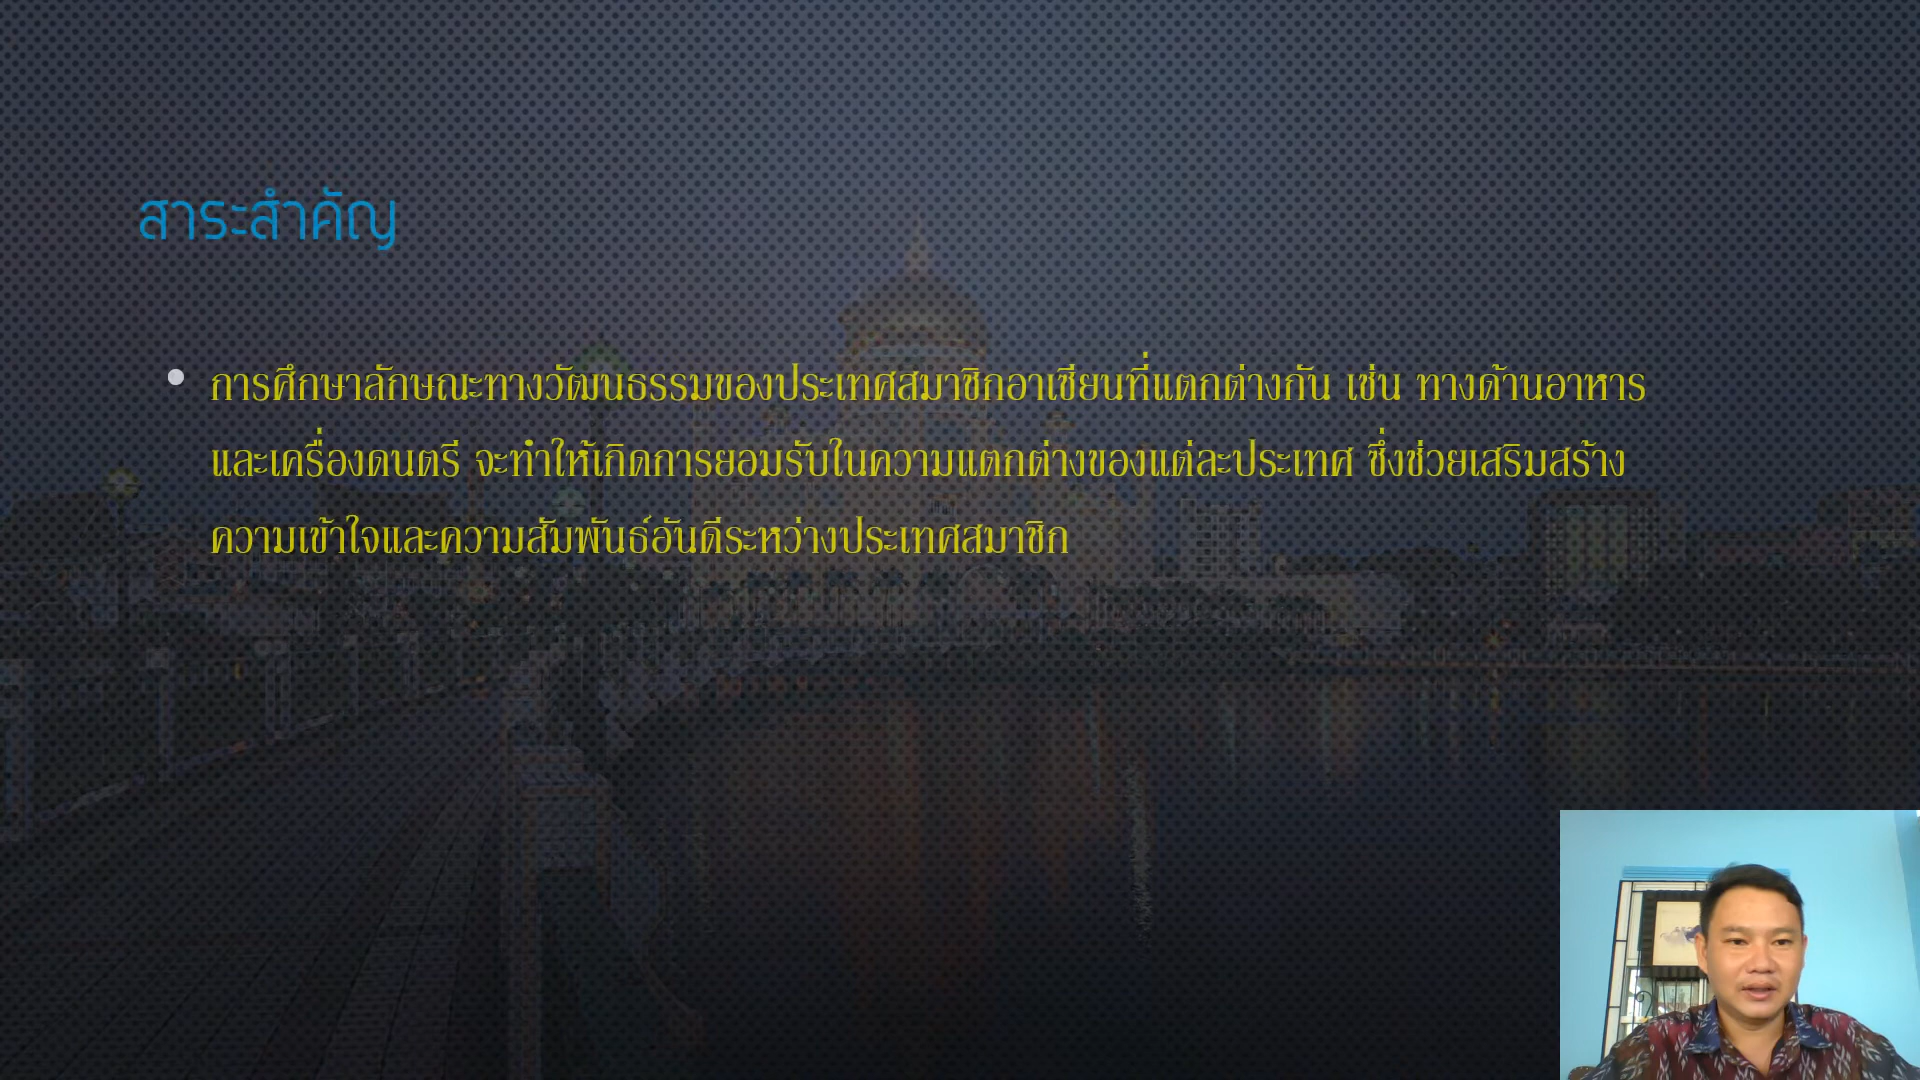 สาระสำคัญ
การศึกษาลักษณะทางวัฒนธรรมของประเทศสมาชิกอาเซียนที่แตกต่างกัน เช่น ทางด้านอาหาร
และเครื่องดนตรี จะทำให้เกิดการยอมรับในความแตกต่างของแต่ละประเทศ ซึ่งช่วยเสริมสร้าง
ความเข้าใจและความสัมพันธ์อันดีระหว่างประเทศสมาชิก